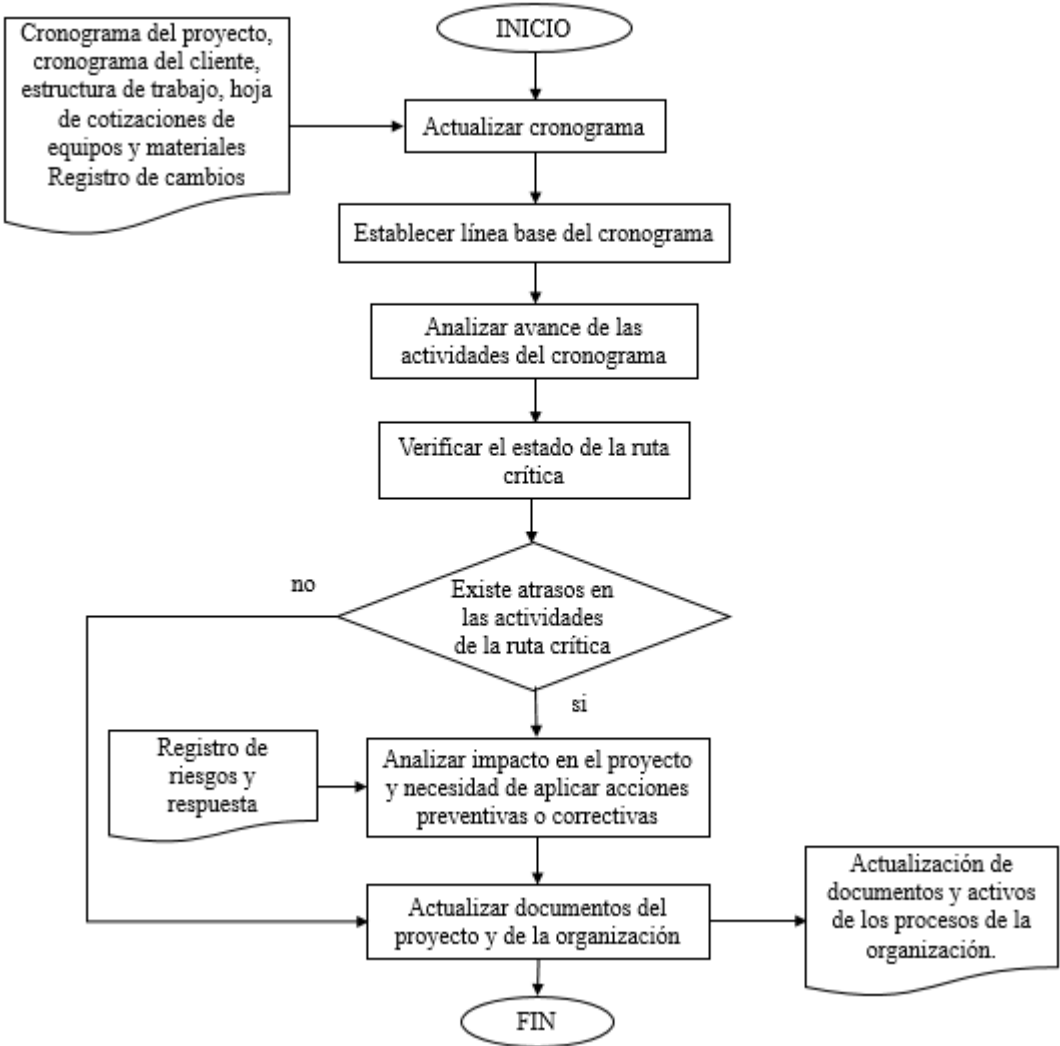 INICIO
Cronograma del proyecto,
cronograma del cliente,
estructura de trabajo, hoja
de cotizaciones de
equipos y materiales
Registro de cambios
Actualizar cronograma
Establecer línea base del cronograma
Analizar avance de las
actividades del cronograma
Verificar el estado de la ruta
crítica
Existe atrasos en
las actividades
de la ruta crítica
no
si
Registro de
riesgos y
respuesta
Analizar impacto en el proyecto
y necesidad de aplicar acciones
preventivas o correctivas
Actualizar documentos del
proyecto y de la organización
Actualización de
documentos y activos
de los procesos de la
organización.
FIN